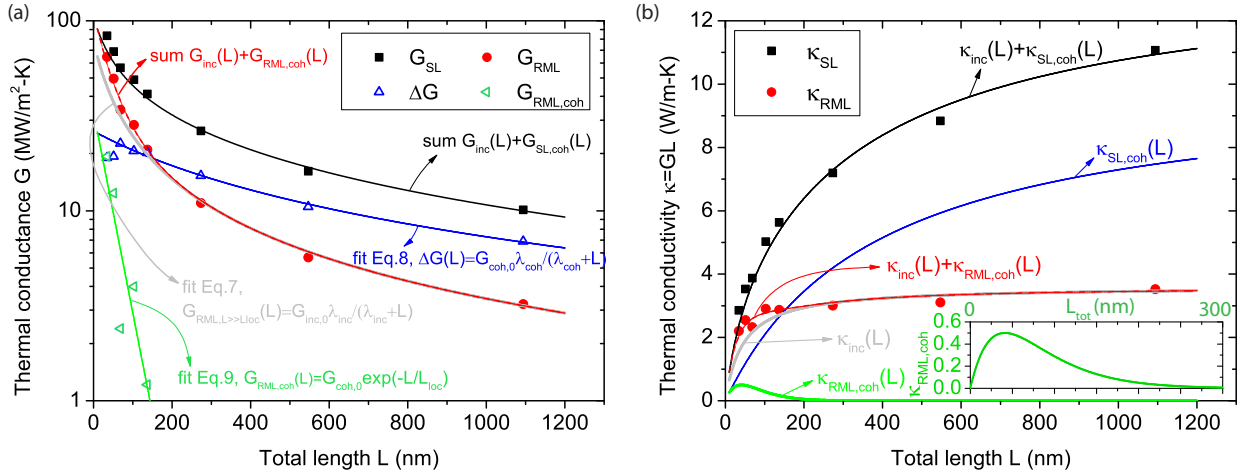 (a)
Thermal conductance G (MW/m²-K)
100
10
1
sum G_inc(L)+G_RML,coh(L)
G_SL
G_RML
ΔG
G_RML,coh
sum G_inc(L)+G_SL,coh(L)
fit Eq.8, ΔG(L)=G_coh,0λ_coh/(λ_coh+L)
fit Eq.7,
G_RML,L>>Lloc(L)=G_inc,0λ_inc/(λ_inc+L)
fit Eq.9, G_RML,coh(L)=G_coh,0exp(-L/L_loc)
0 200 400 600 800 1000 1200
Total length L (nm)
(b)
Thermal conductivity κ=GL (W/m-K)
12
10
8
6
4
2
0
κ_SL
κ_RML
κ_inc(L)+κ_SL,coh(L)
κ_SL,coh(L)
κ_inc(L)+κ_RML,coh(L)
κ_inc(L)
κ_RML,coh(L)
0 L_tot(nm) 300
κ_RML,coh
0.6
0.4
0.2
0.0
0 200 400 600 800 1000 1200
Total length L (nm)